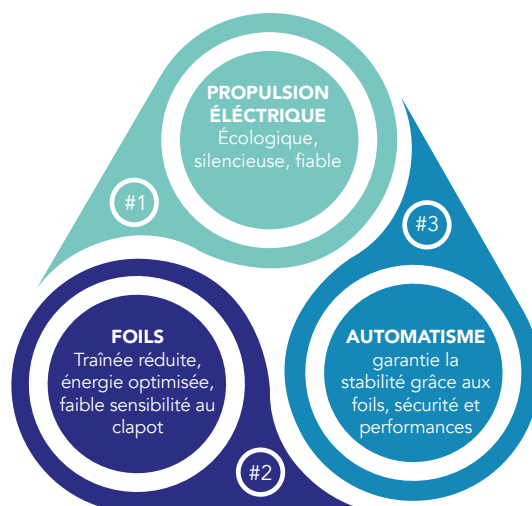 PROPULSION
ÉLÉCTRIQUE
Écologique,
silencieuse, fiable
#1
FOILS
Traînée réduite,
énergie optimisée,
faible sensibilité au
clapot
#2
#3
AUTOMATISME
garantie la
stabilité grâce aux
foils, sécurité et
performances